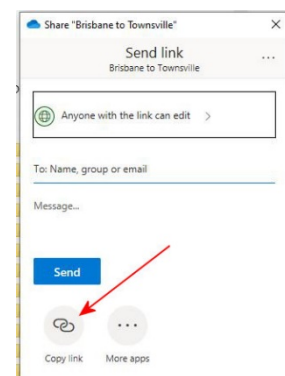 Share "Brisbane to Townsville"
Send link
Brisbane to Townsville
Anyone with the link can edit
To: Name, group or email
Message...
Send
Copy link
More apps